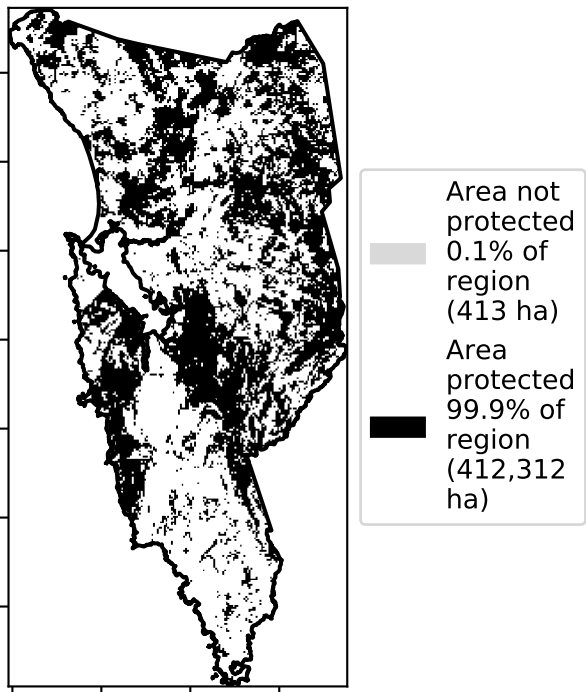 Area not
protected
0.1% of
region
(413 ha)
Area
protected
99.9% of
region
(412,312
ha)